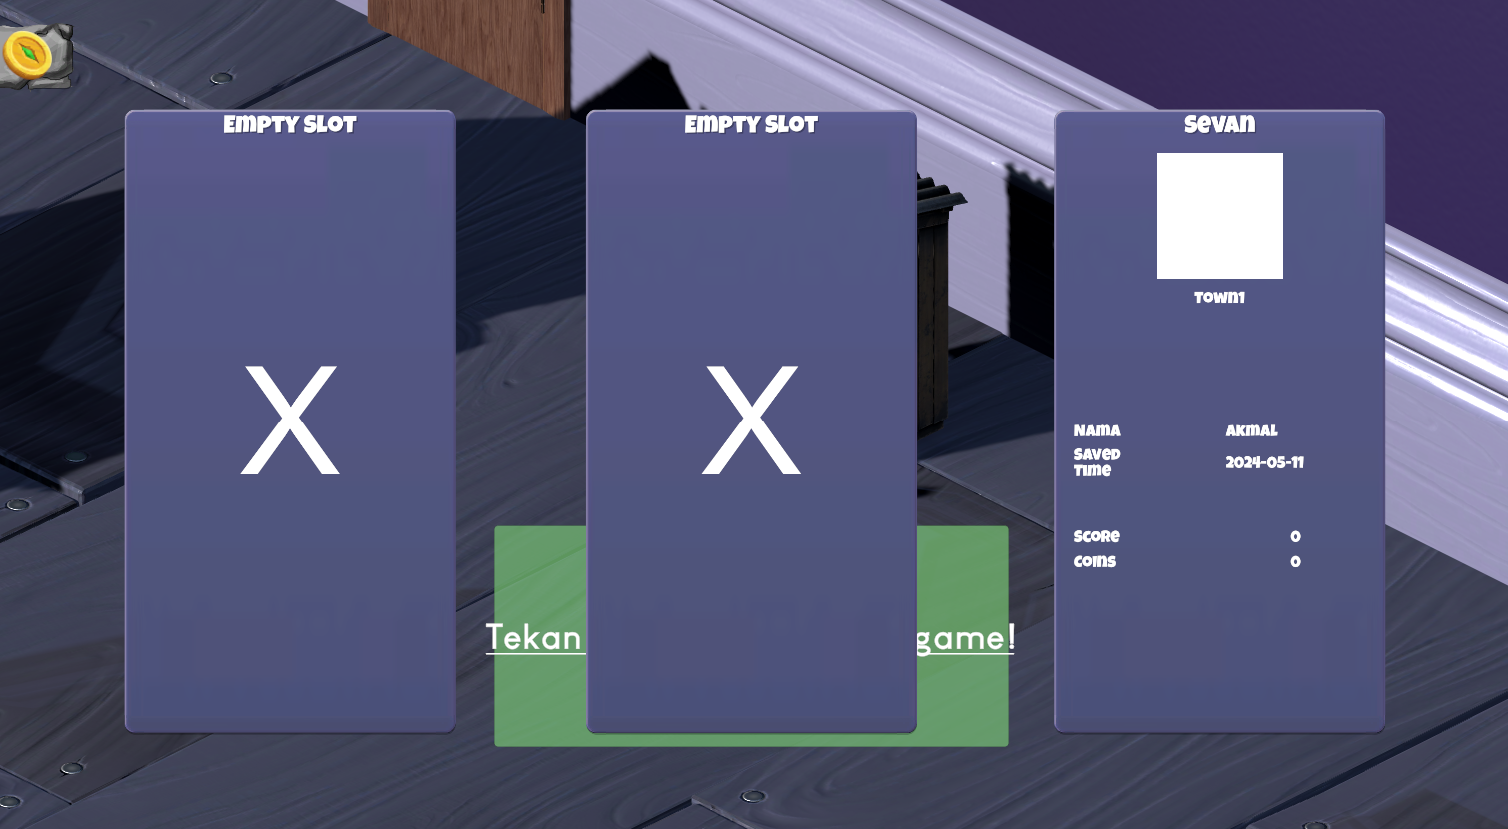 Empty Slot
X
Empty Slot
X
Sevan
Town1
Nama Akmal
Saved
Time
2024-05-11
Score 0
Coins 0
Tekan game!